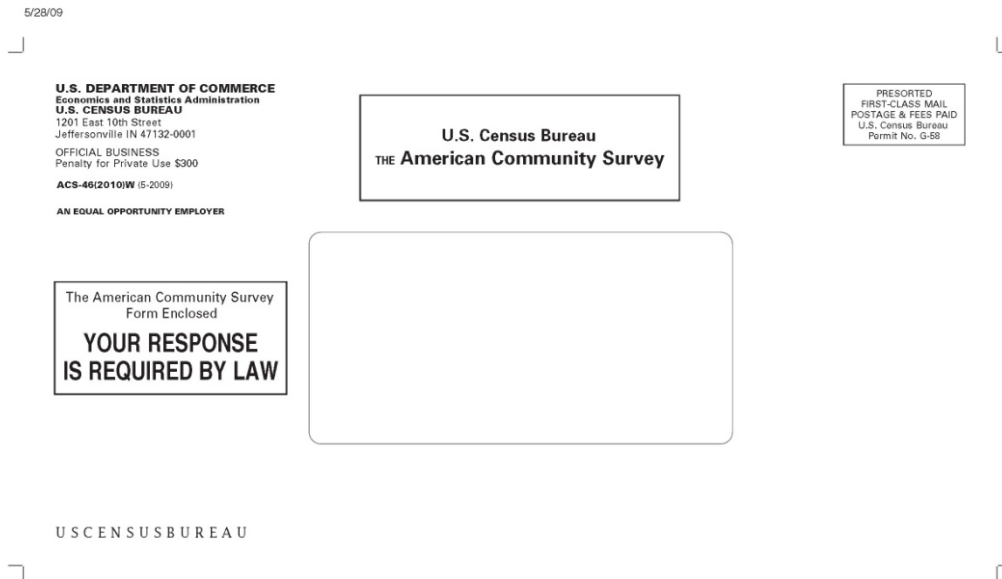 5/28/09
U.S. DEPARTMENT OF COMMERCE
Economics and Statistics Administration
U.S. CENSUS BUREAU
1201 East 10th Street
Jeffersonville IN 47132-0001
OFFICIAL BUSINESS
Penalty for Private Use $300
ACS-46(2010)W (5-2009)
AN EQUAL OPPORTUNITY EMPLOYER
U.S. Census Bureau
THE American Community Survey
PRESORTED
FIRST-CLASS MAIL
POSTAGE & FEES PAID
U.S. Census Bureau
Permit No. G-58
The American Community Survey
Form Enclosed
YOUR RESPONSE
IS REQUIRED BY LAW
USCENSUSBUREAU